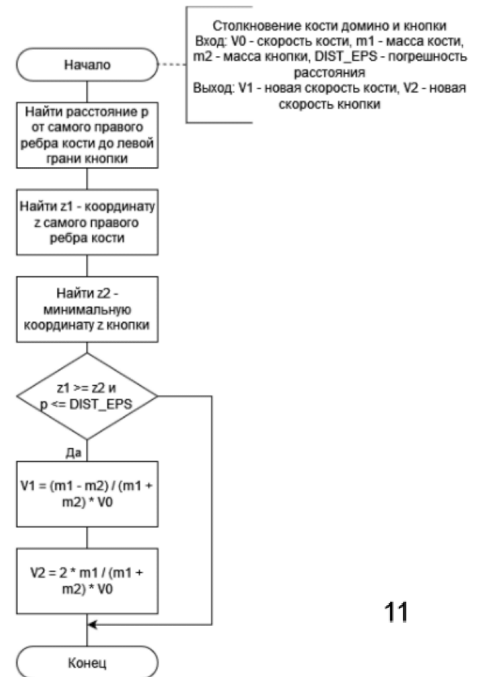 Столкновение кости домино и кнопки
Вход: V0 - скорость кости, m1 - масса кости,
m2 - масса кнопки, DIST_EPS - погрешность
расстояния
Выход: V1 - новая скорость кости, V2 - новая
скорость кнопки
Начало
Найти расстояние p
от самого правого
ребра кости до левой
грани кнопки
Найти z1 - координату
z самого правого
ребра кости
Найти z2 -
минимальную
координату z кнопки
z1 >= z2 и
p <= DIST_EPS
Да
V1 = (m1 - m2) / (m1 +
m2) * V0
V2 = 2 * m1 / (m1 +
m2) * V0
Конец
11